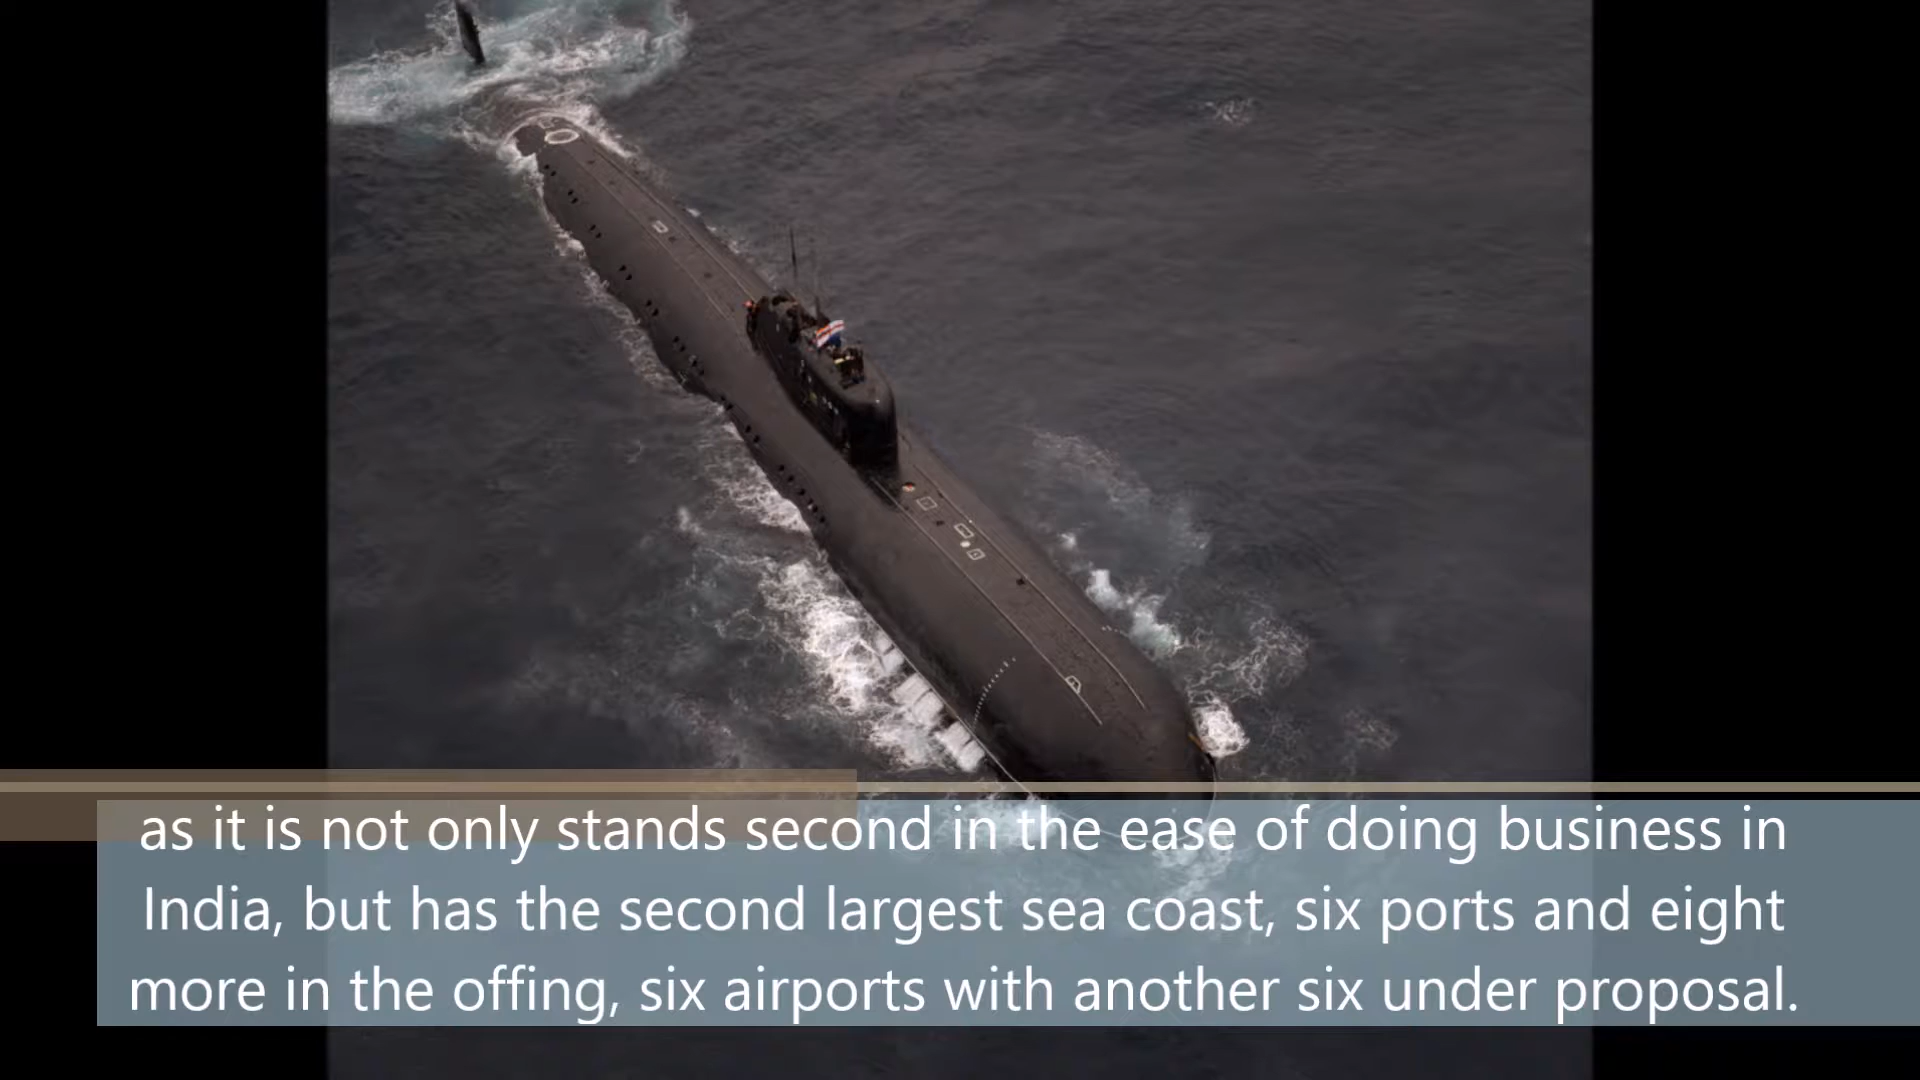 as it is not only stands second in the ease of doing business in
India, but has the second largest sea coast, six ports and eight
more in the offing, six airports with another six under proposal.